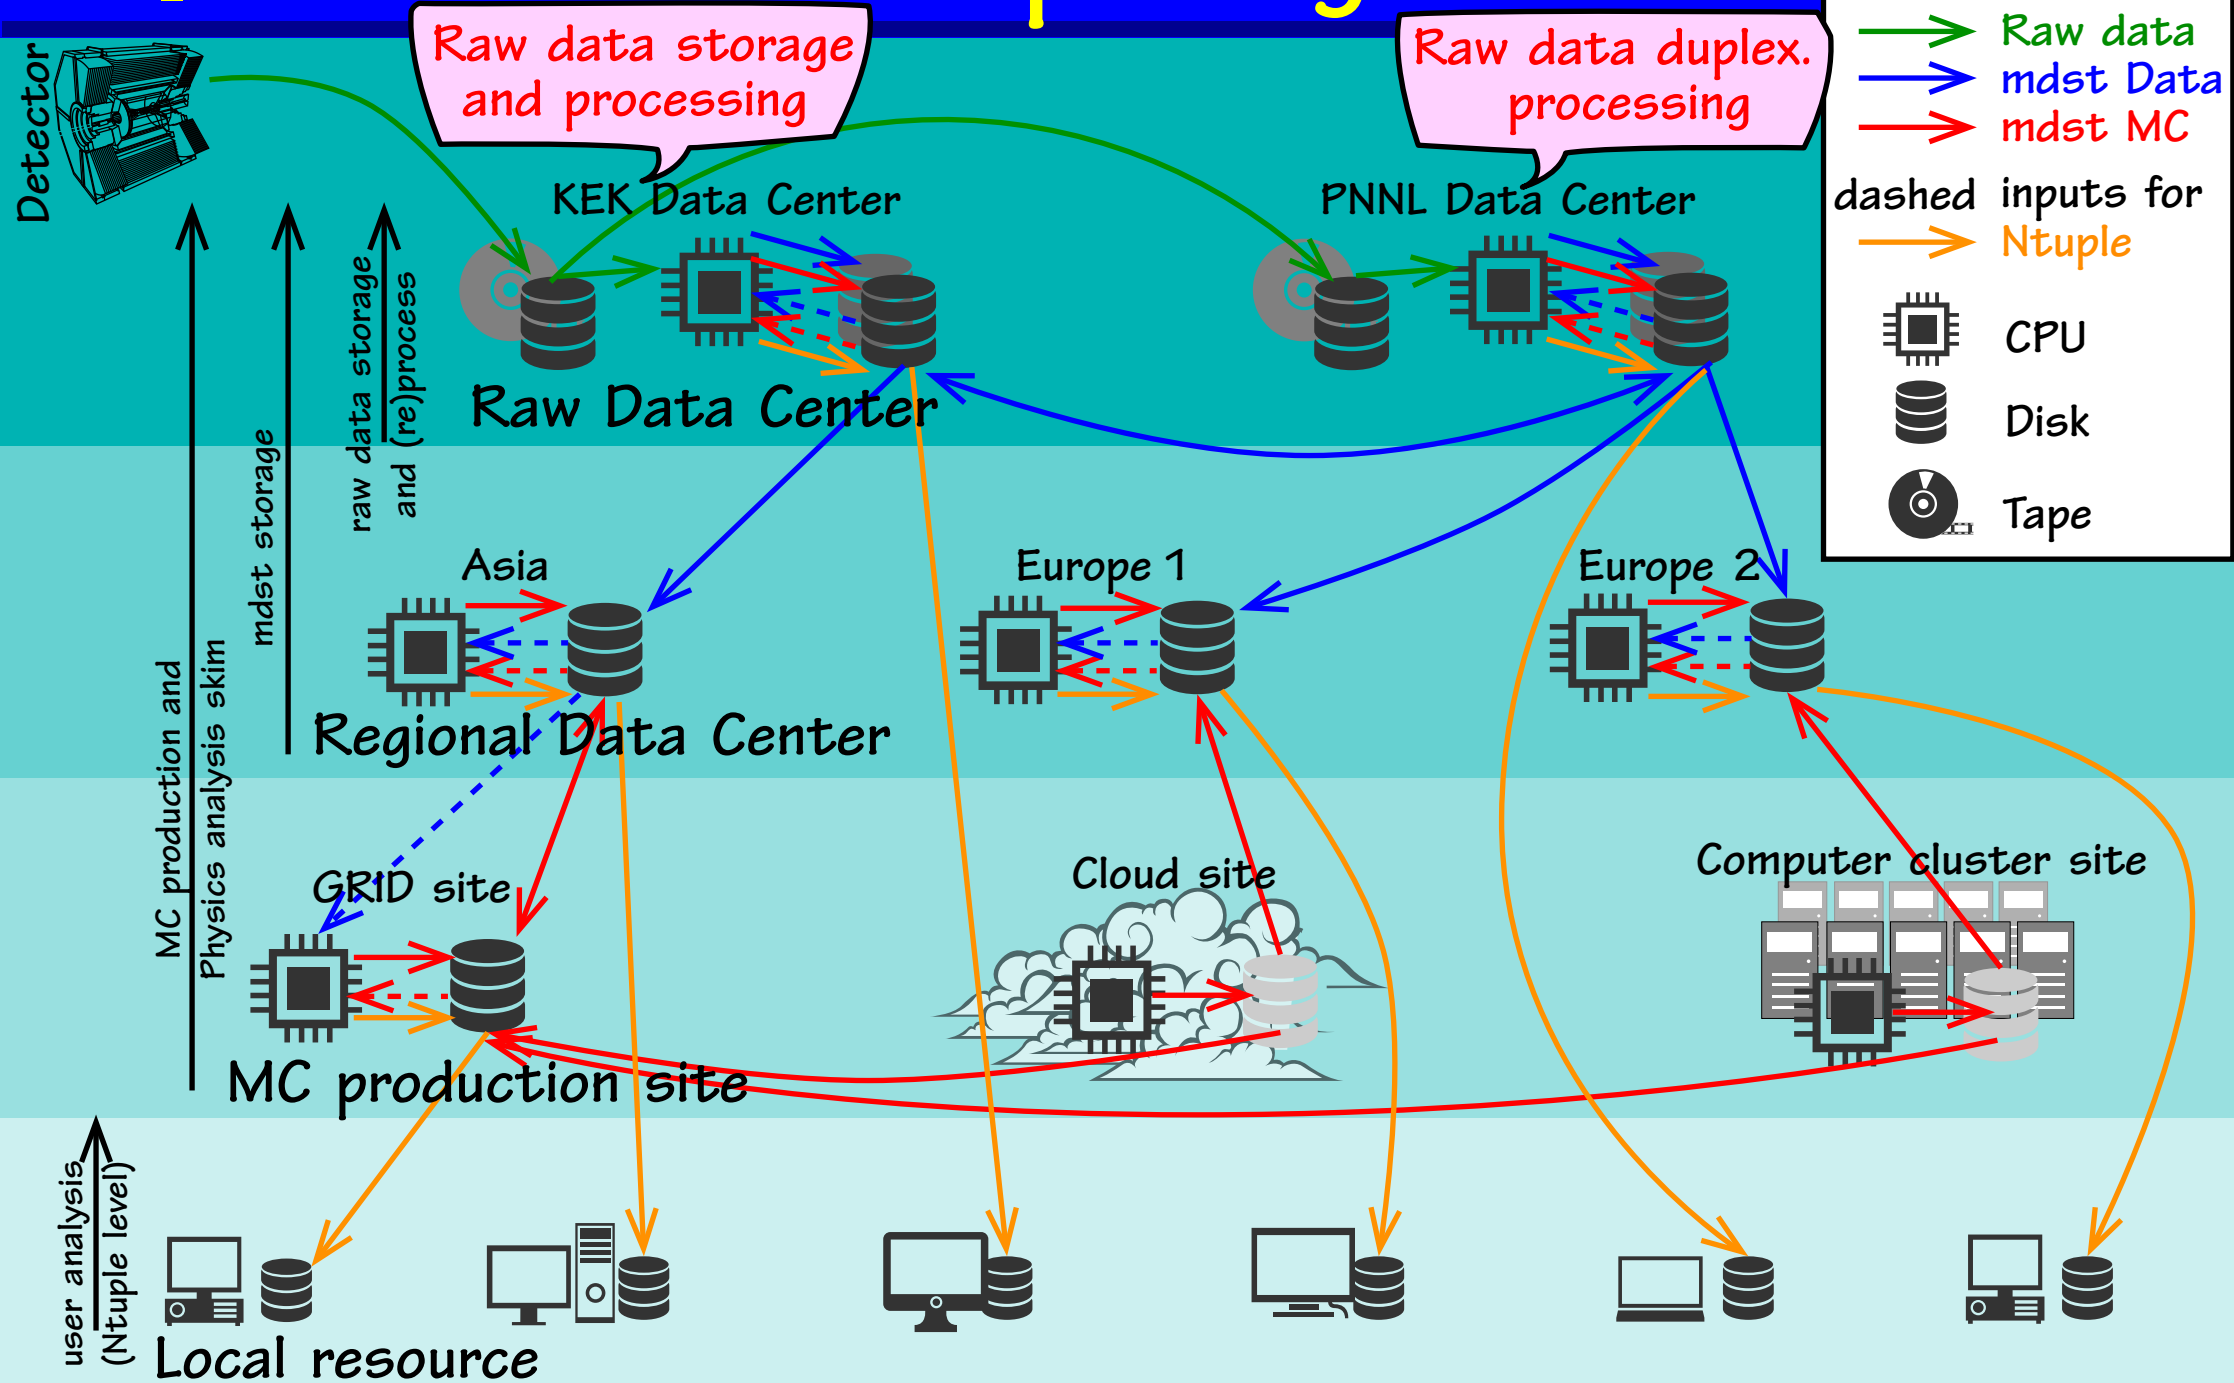 Raw data storage
and processing
Raw data duplex.
processing
Raw data
mdst Data
mdst MC
dashed inputs for
Ntuple
CPU
Disk
Tape
Detector
KEK Data Center
PNNL Data Center
Raw Data Center
raw data storage
and (re)process
mdst storage
MC production and
Physics analysis skim
Asia
Europe 1
Europe 2
Regional Data Center
GRID site
Cloud site
Computer cluster site
MC production site
user analysis
(Ntuple level)
Local resource